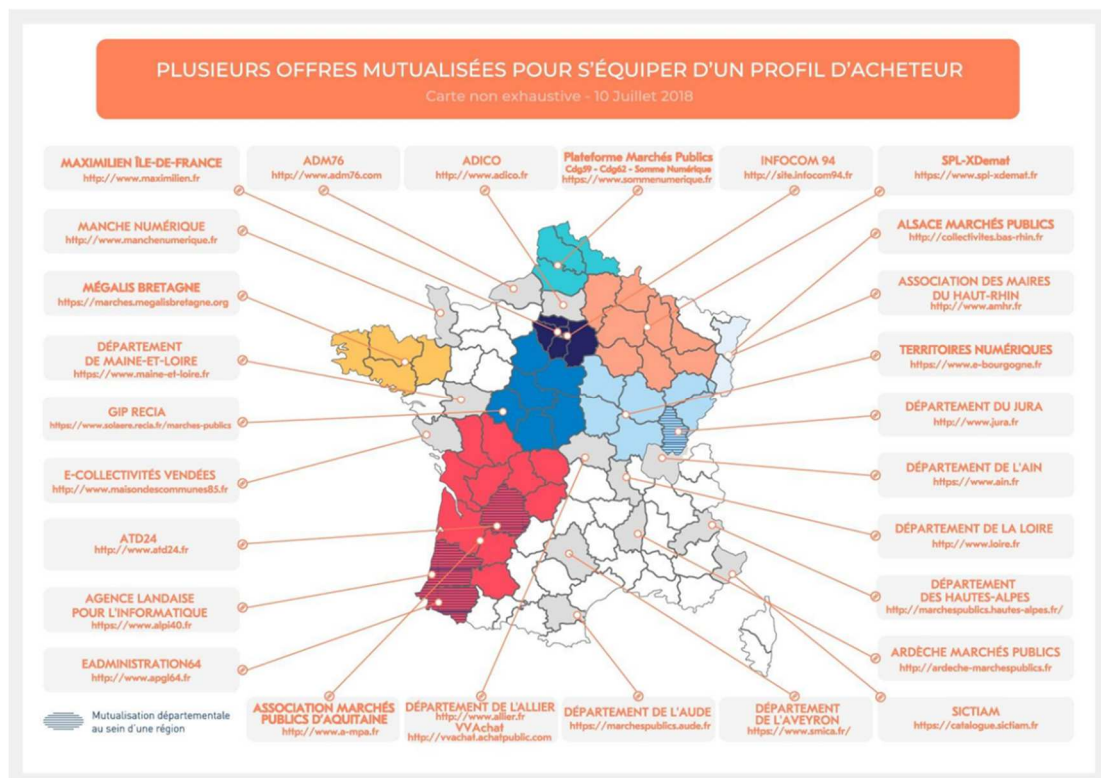 PLUSIEURS OFFRES MUTUALISÉES POUR S'ÉQUIPER D'UN PROFIL D'ACHETEUR
Carte non exhaustive - 10 Juillet 2018
MAXIMILIEN ÎLE-DE-FRANCE
http://www.maximilien.fr
ADM76
http://www.adm76.com
ADICO
http://www.adico.fr
Plateforme Marchés Publics
Cdg59 - Cdg62 - Somme Numérique
https://www.sommenumerique.fr
INFOCOM 94
http://site.infocom94.fr
SPL-XDemat
https://www.spl-xdemat.fr
MANCHE NUMÉRIQUE
http://www.manchenumerique.fr
MÉGALIS BRETAGNE
https://marches.megalisbretagne.org
DÉPARTEMENT
DE MAINE-ET-LOIRE
https://www.maine-et-loire.fr
GIP RECIA
https://www.solaere.recia.fr/marches-publics
E-COLLECTIVITÉS VENDÉES
http://www.maisondescommunes85.fr
ATD24
http://www.atd24.fr
AGENCE LANDAISE
POUR L'INFORMATIQUE
https://www.alpi40.fr
EADMINISTRATION64
http://www.apgl64.fr
ALSACE MARCHÉS PUBLICS
http://collectivites.bas-rhin.fr
ASSOCIATION DES MAIRES
DU HAUT-RHIN
http://www.amhr.fr
TERRITOIRES NUMÉRIQUES
https://www.e-bourgogne.fr
DÉPARTEMENT DU JURA
http://www.jura.fr
DÉPARTEMENT DE L'AIN
https://www.ain.fr
DÉPARTEMENT DE LA LOIRE
http://www.loire.fr
DÉPARTEMENT
DES HAUTES-ALPES
http://marchespublics.hautes-alpes.fr/
ARDÈCHE MARCHÉS PUBLICS
http://ardeche-marchespublics.fr
SICTIAM
https://catalogue.sictiam.fr
ASSOCIATION MARCHÉS
PUBLICS D'AQUITAINE
http://www.a-mpa.fr
DÉPARTEMENT DE L'ALLIER
http://www.allier.fr
VVAchat
http://vvachat.achatpublic.com
DÉPARTEMENT DE L'AUDE
https://marchespublics.aude.fr
DÉPARTEMENT
DE L'AVEYRON
https://www.smica.fr/
Mutualisation départementale
au sein d'une région